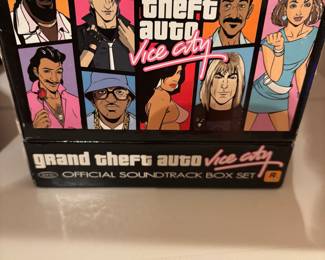 theft
auto
Vice City
grand theft auto Vice City
OFFICIAL SOUNDTRACK BOX SET
R